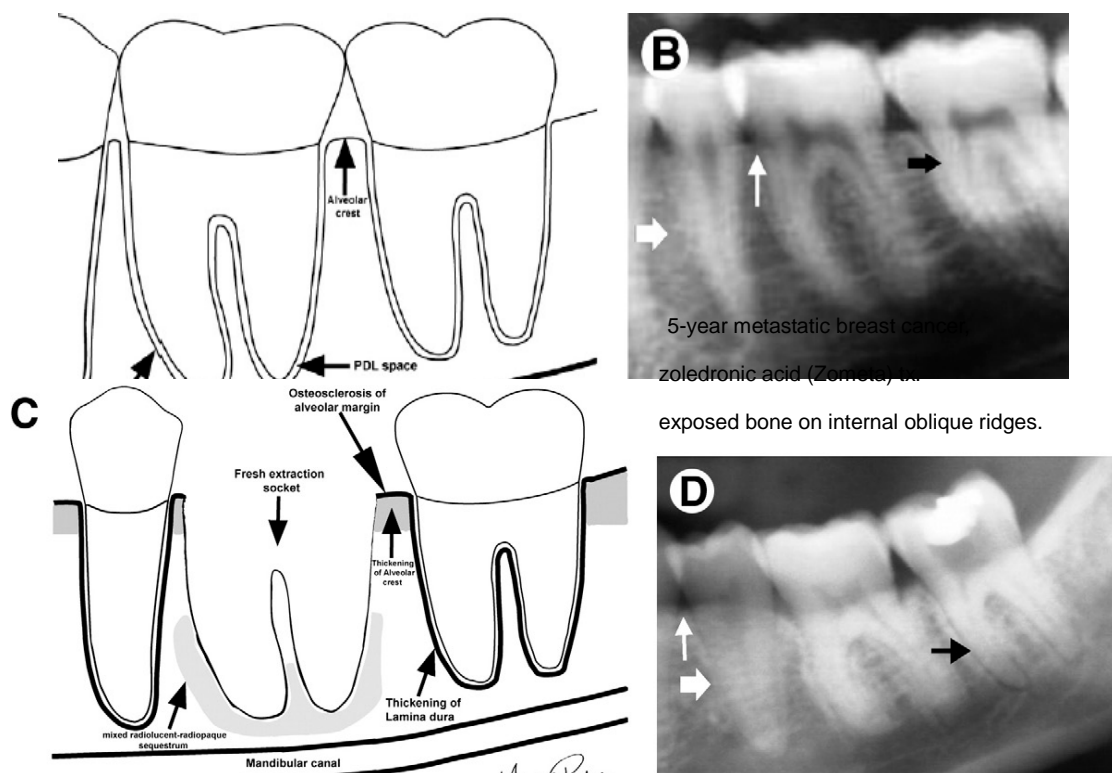 Alveolar
crest
PDL space
B
5-year metastatic breast cancer,
zoledronic acid (Zometa) tx.
exposed bone on internal oblique ridges.
C
Osteosclerosis of
alveolar margin
Fresh extraction
socket
Thickening
of Alveolar
crest
Thickening of
Lamina dura
mixed radiolucent-radiopaque
sequestrum
Mandibular canal
D